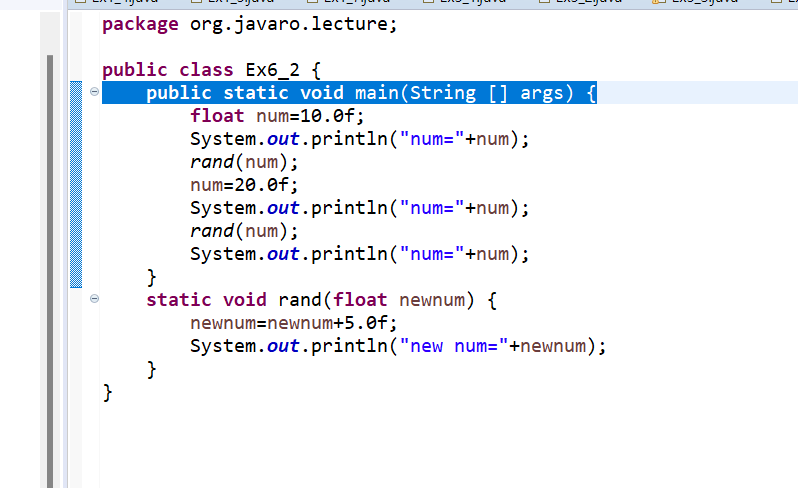 package org.javaro.lecture;
public class Ex6_2 {
public static void main(String [] args) {
float num=10.0f;
System.out.println("num="+num);
rand(num);
num=20.0f;
System.out.println("num="+num);
rand(num);
System.out.println("num="+num);
}
static void rand(float newnum) {
newnum=newnum+5.0f;
System.out.println("new num="+newnum);
}
}